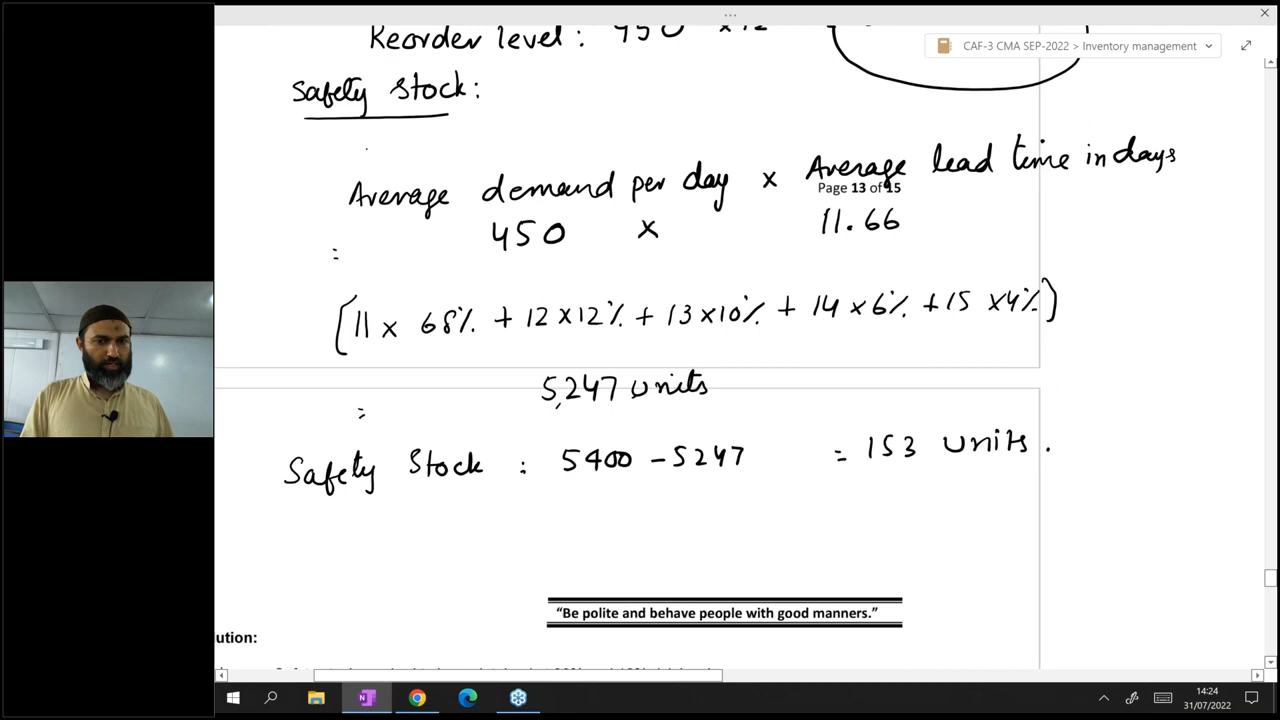 Reorder level: 450 x12
CAF-3 CMA SEP-2022 > Inventory management
Safety stock:
Average demand per day x Average lead time in days
Page 13 of 15
450 x 11.66
=
[11 x 68% + 12 x 12% + 13 x 10% + 14 x 6% + 15 x 4%]
= 5,247 units
Safety Stock : 5400 - 5247 = 153 units.
“Be polite and behave people with good manners.”
ution:
14:24
31/07/2022